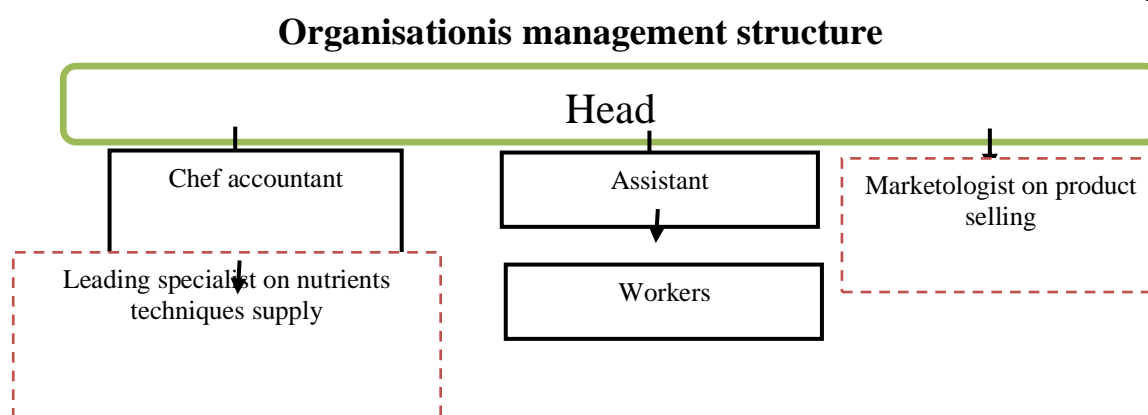 Organisationis management structure
Head
Chef accountant
Assistant
Marketologist on product
selling
Leading specialist on nutrients
techniques supply
Workers